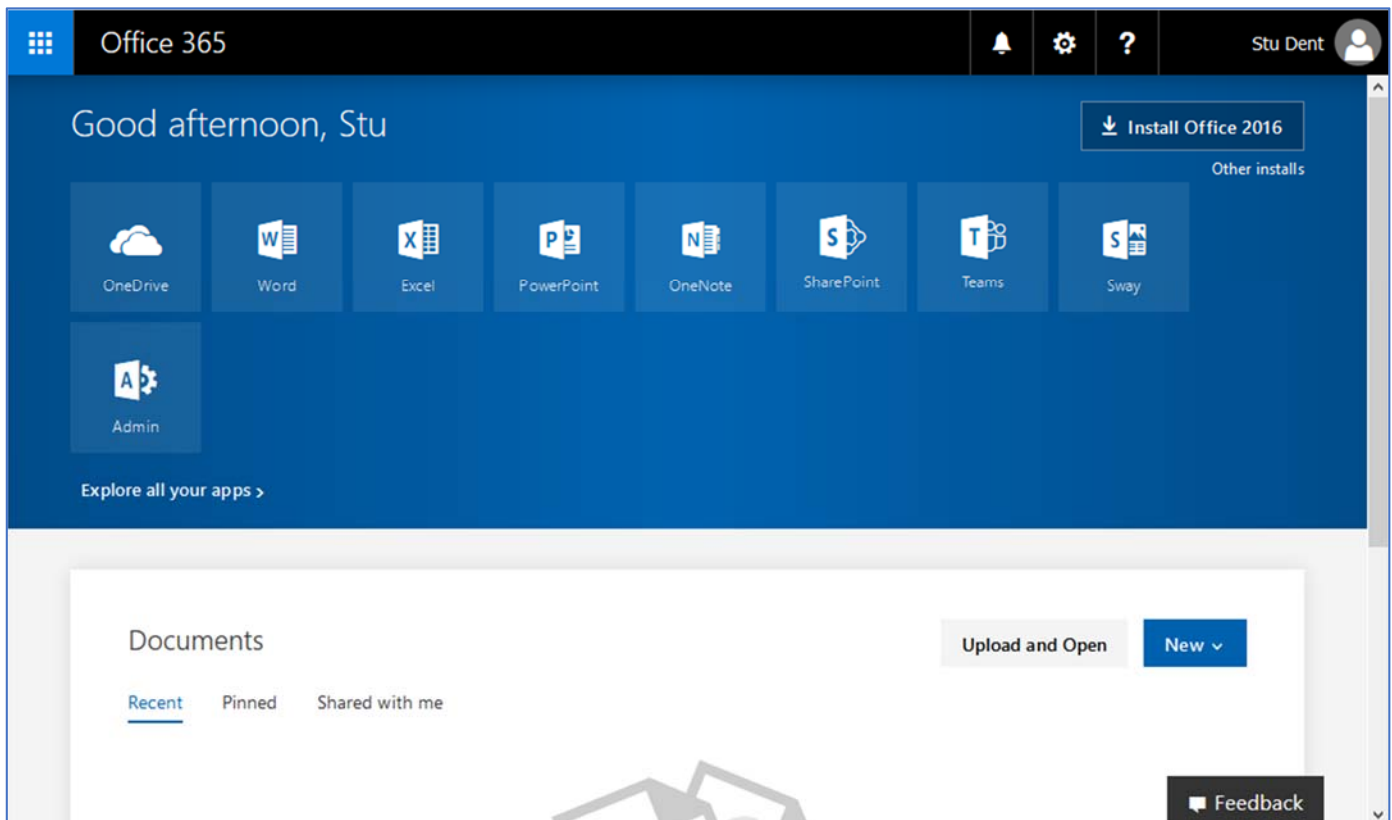 Office 365
?
Stu Dent
Good afternoon, Stu
Install Office 2016
Other installs
OneDrive
W
Word
X
Excel
P
PowerPoint
N
OneNote
S
SharePoint
T
Teams
S
Sway
A
Admin
Explore all your apps >
Documents
Upload and Open
New
Recent
Pinned
Shared with me
Feedback